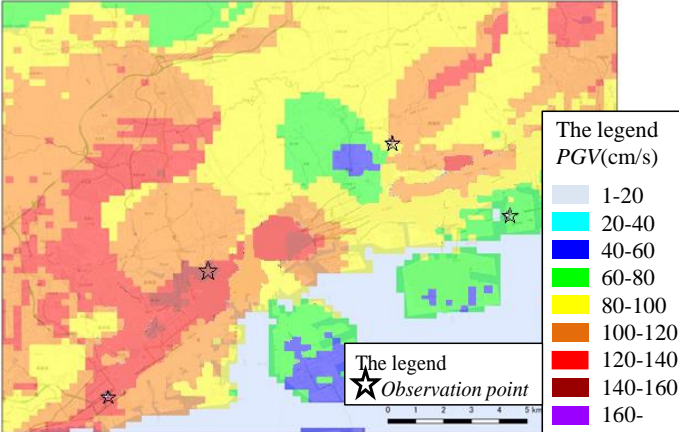 The legend
PGV(cm/s)
1-20
20-40
40-60
60-80
80-100
100-120
120-140
140-160
160-
The legend
Observation point
0 1 2 3 4 5 km